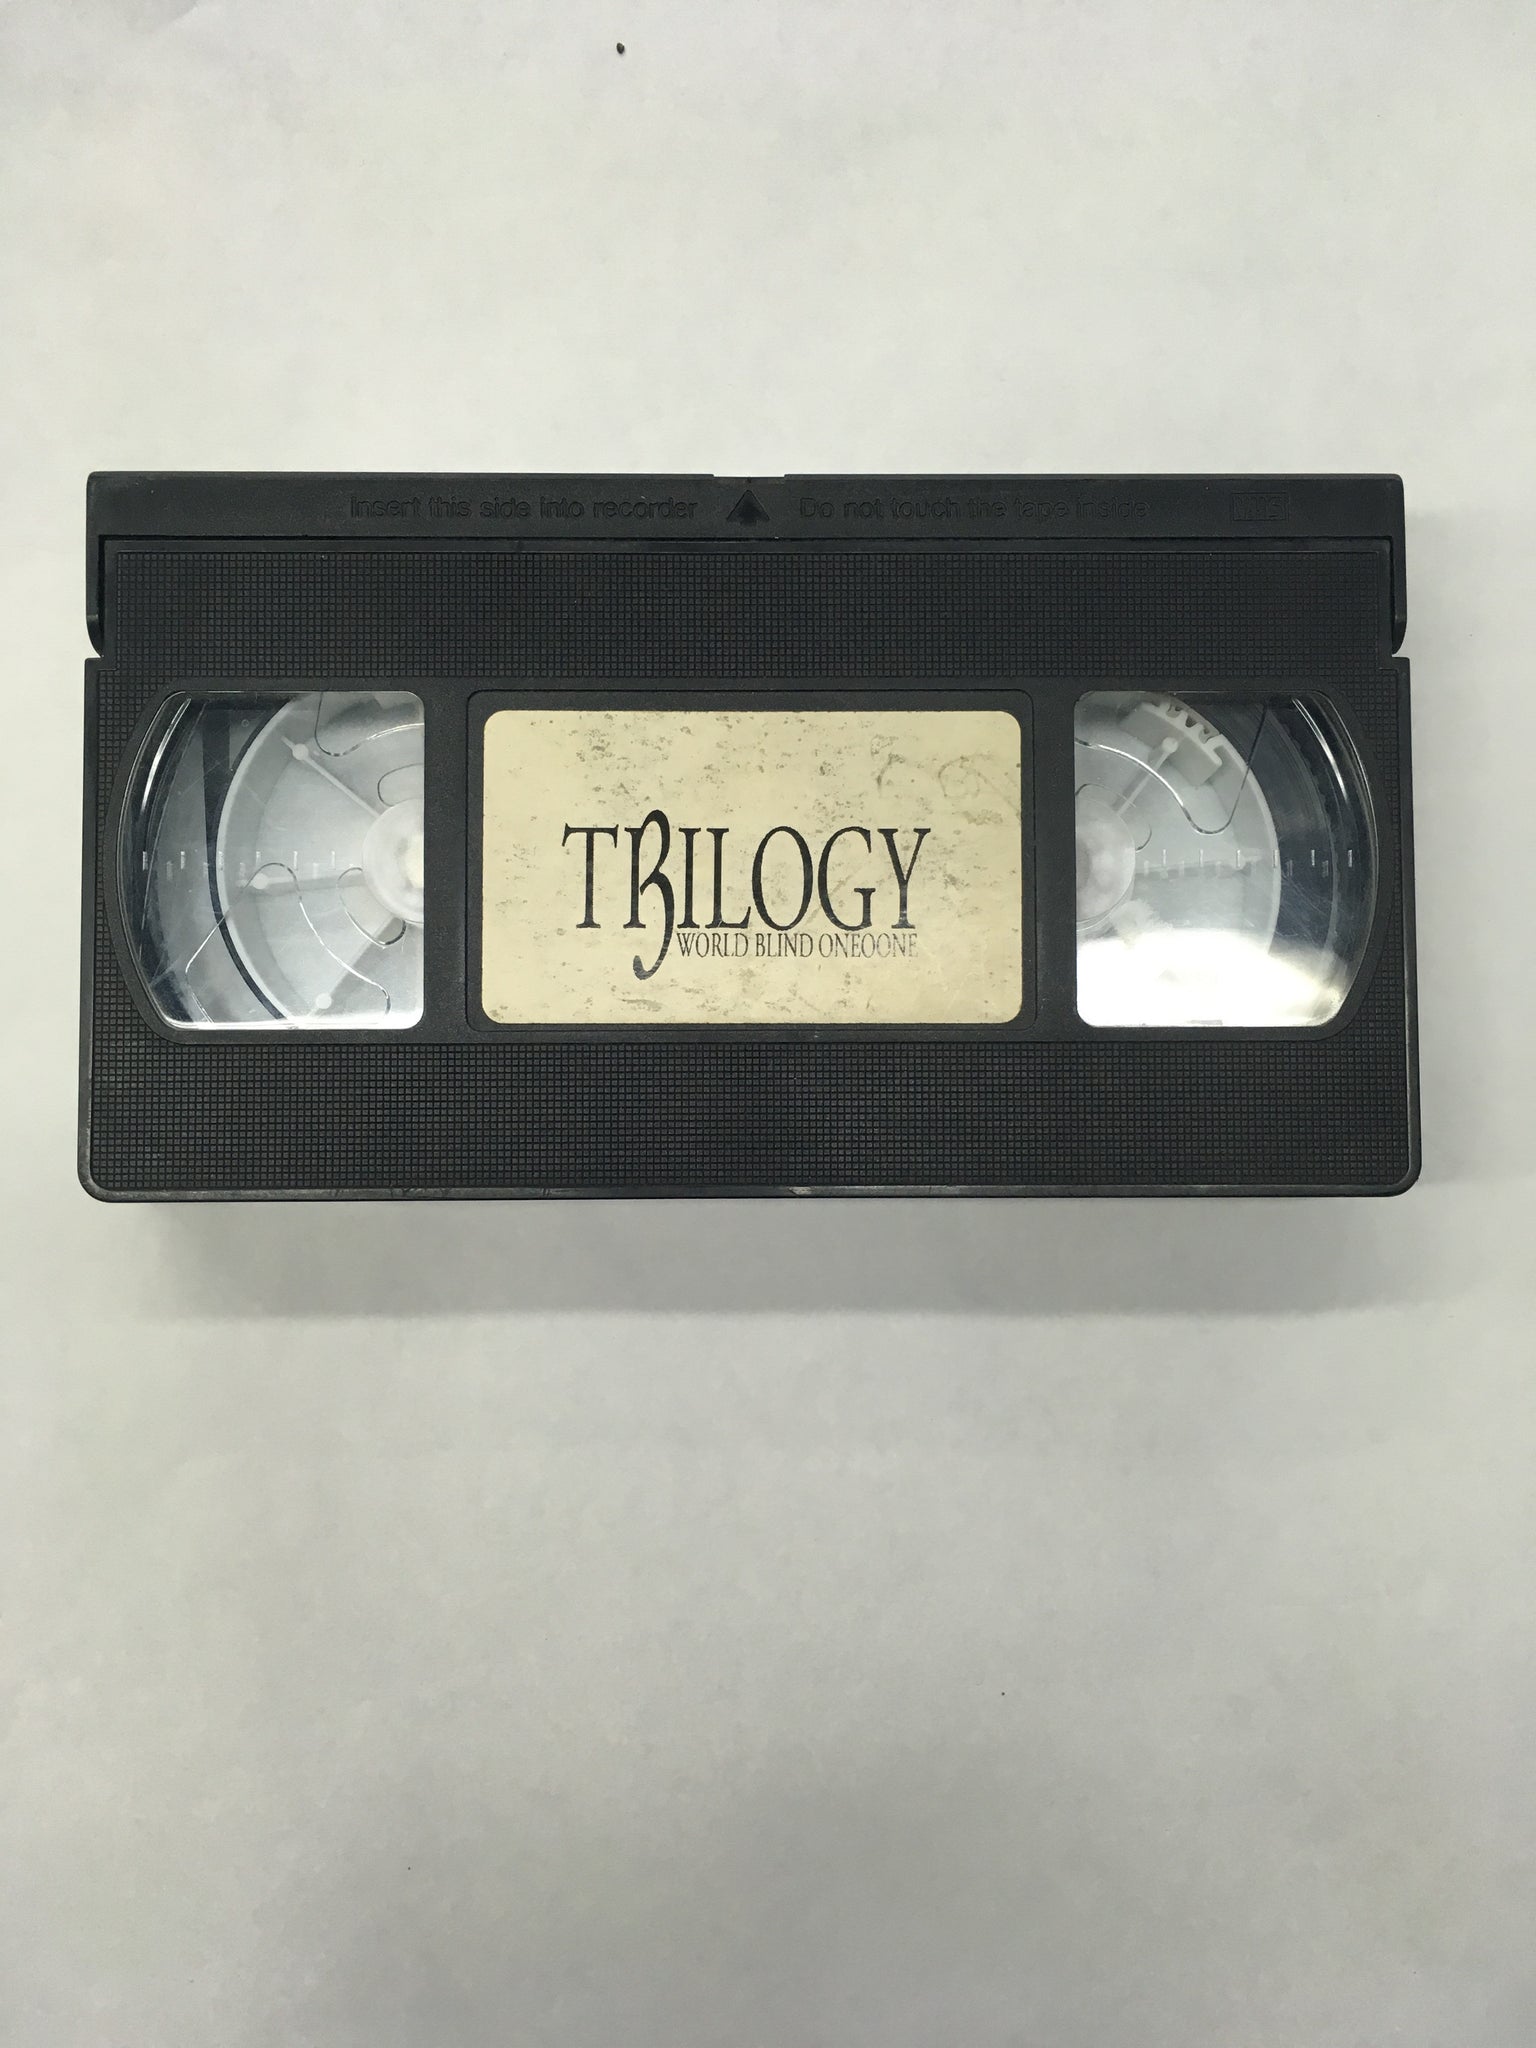 Insert this side into recorder Do not touch the tape inside VHS
TRILOGY
WORLD BLIND ONEOONE